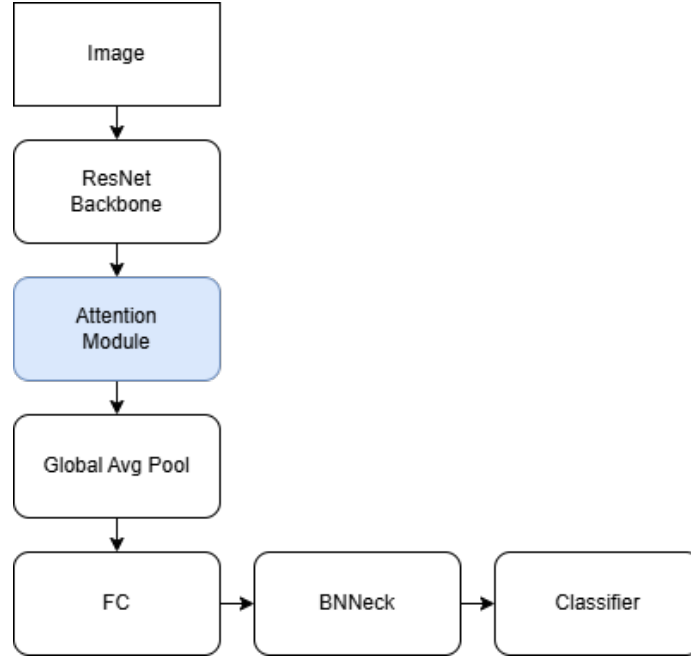 Image
ResNet
Backbone
Attention
Module
Global Avg Pool
FC
BNNeck
Classifier